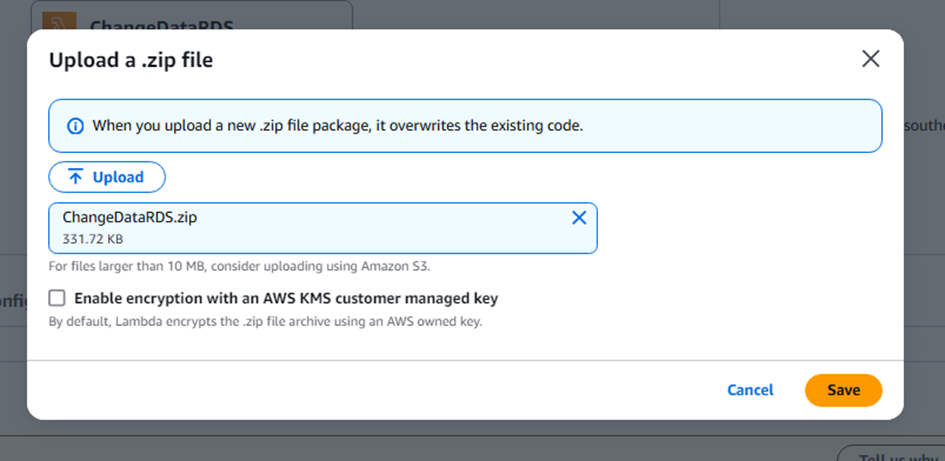 ChangeDataRDS
Upload a .zip file
When you upload a new .zip file package, it overwrites the existing code.
southe
Upload
ChangeDataRDS.zip
331.72 KB
For files larger than 10 MB, consider uploading using Amazon S3.
onfig
Enable encryption with an AWS KMS customer managed key
By default, Lambda encrypts the .zip file archive using an AWS owned key.
Cancel
Save
Tell us why